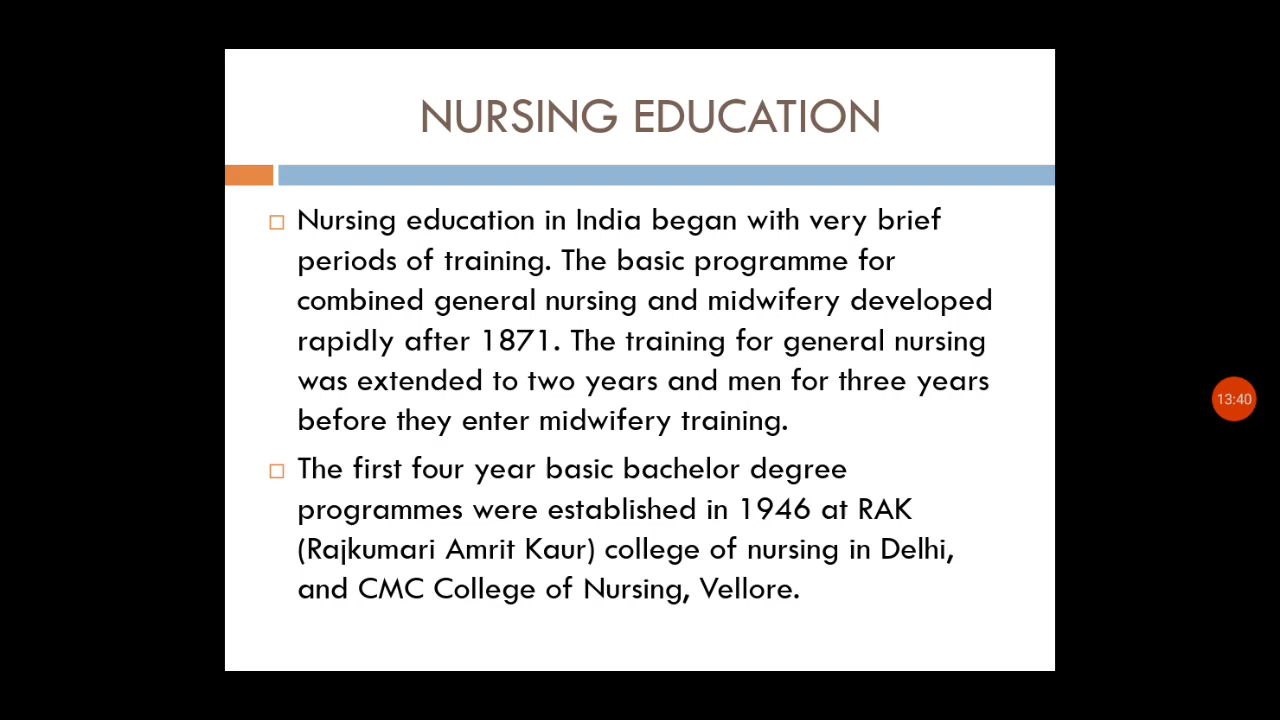 NURSING EDUCATION
Nursing education in India began with very brief
periods of training. The basic programme for
combined general nursing and midwifery developed
rapidly after 1871. The training for general nursing
was extended to two years and men for three years
before they enter midwifery training.
The first four year basic bachelor degree
programmes were established in 1946 at RAK
(Rajkumari Amrit Kaur) college of nursing in Delhi,
and CMC College of Nursing, Vellore.
13:40